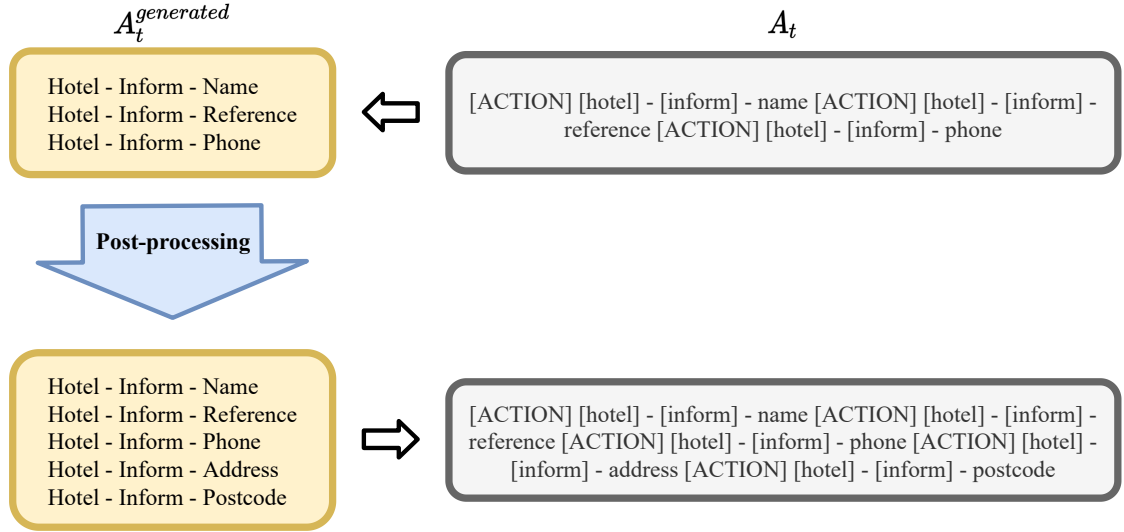 A_t^{generated}
A_t
Hotel - Inform - Name
Hotel - Inform - Reference
Hotel - Inform - Phone
[ACTION] [hotel] - [inform] - name [ACTION] [hotel] - [inform] -
reference [ACTION] [hotel] - [inform] - phone
Post-processing
Hotel - Inform - Name
Hotel - Inform - Reference
Hotel - Inform - Phone
Hotel - Inform - Address
Hotel - Inform - Postcode
[ACTION] [hotel] - [inform] - name [ACTION] [hotel] - [inform] -
reference [ACTION] [hotel] - [inform] - phone [ACTION] [hotel] -
[inform] - address [ACTION] [hotel] - [inform] - postcode